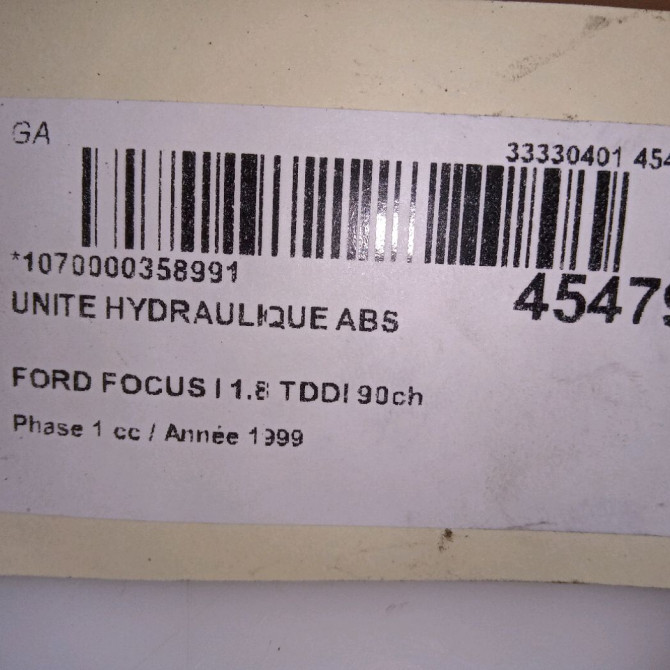 GA
33330401 454
*1070000358991
4547
UNITE HYDRAULIQUE ABS
FORD FOCUS I 1.8 TDDI 90ch
Phase 1 cc / Année 1999